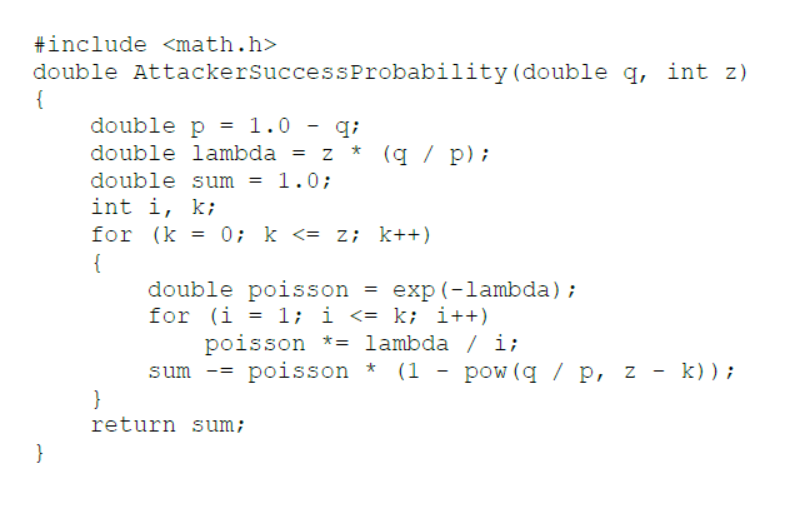 #include <math.h>
double AttackerSuccessProbability(double q, int z)
{
    double p = 1.0 - q;
    double lambda = z * (q / p);
    double sum = 1.0;
    int i, k;
    for (k = 0; k <= z; k++)
    {
        double poisson = exp(-lambda);
        for (i = 1; i <= k; i++)
            poisson *= lambda / i;
        sum -= poisson * (1 - pow(q / p, z - k));
    }
    return sum;
}